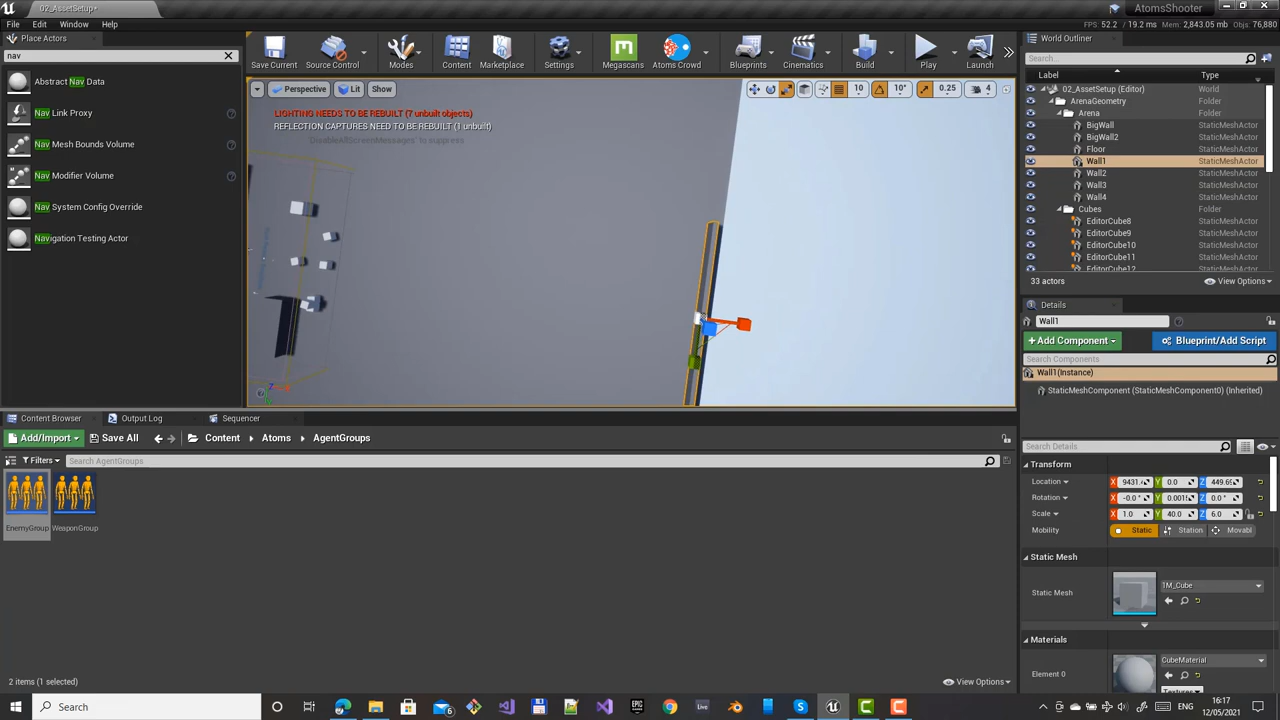 02_AssetSetup*
AtomsShooter
File
Edit
Window
Help
FPS: 52.2 / 19.2 ms Mem: 2,843.05 mb Objs: 76,880
Place Actors
nav
Abstract Nav Data
Nav Link Proxy
Nav Mesh Bounds Volume
Nav Modifier Volume
Nav System Config Override
Navigation Testing Actor
Save Current
Source Control
Modes
Content
Marketplace
Settings
Megascans
Atoms Crowd
Blueprints
Cinematics
Build
Play
Launch
Perspective
Lit
Show
10
10°
0.25
4
LIGHTING NEEDS TO BE REBUILT (7 unbuilt objects)
REFLECTION CAPTURES NEED TO BE REBUILT (1 unbuilt)
'DisableAllScreenMessages' to suppress
World Outliner
Search...
Label
Type
02_AssetSetup (Editor)
World
ArenaGeometry
Folder
Arena
Folder
BigWall
StaticMeshActor
BigWall2
StaticMeshActor
Floor
StaticMeshActor
Wall1
StaticMeshActor
Wall2
StaticMeshActor
Wall3
StaticMeshActor
Wall4
StaticMeshActor
Cubes
Folder
EditorCube8
StaticMeshActor
EditorCube9
StaticMeshActor
EditorCube10
StaticMeshActor
EditorCube11
StaticMeshActor
EditorCube12
StaticMeshActor
33 actors
View Options
Details
Wall1
+ Add Component
Blueprint/Add Script
Search Components
Wall1(Instance)
StaticMeshComponent (StaticMeshComponent0) (Inherited)
Search Details
Transform
Location
X 9431.
Y 0.0
Z 449.6
Rotation
X -0.0 °
Y 0.001
Z 0.0 °
Scale
X 1.0
Y 40.0
Z 6.0
Mobility
Static
Station
Movabl
Static Mesh
Static Mesh
1M_Cube
Materials
Element 0
CubeMaterial
Content Browser
Output Log
Sequencer
Add/Import
Save All
Content
Atoms
AgentGroups
Filters
Search AgentGroups
EnemyGroup
WeaponGroup
2 items (1 selected)
View Options
Search
16:17
12/05/2021